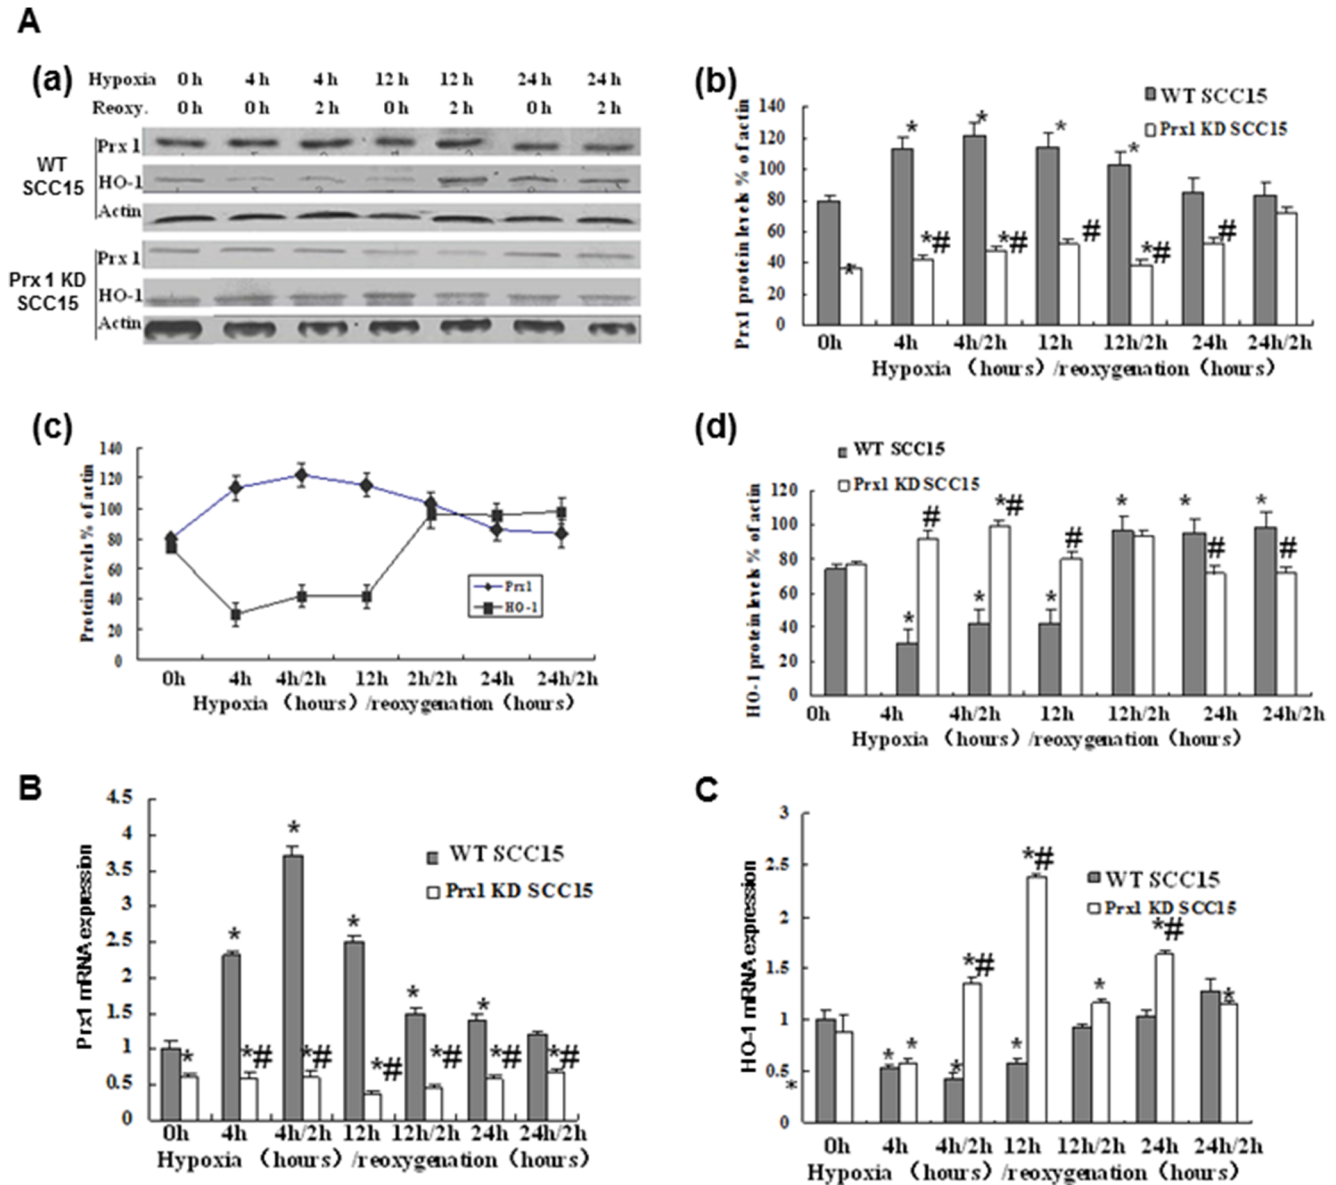 A
(a)
Hypoxia 0 h 4 h 4 h 12 h 12 h 24 h 24 h
Reoxy. 0 h 0 h 2 h 0 h 2 h 0 h 2 h
WT SCC15
Prx 1
HO-1
Actin
Prx 1 KD SCC15
Prx 1
HO-1
Actin
(b)
WT SCC15
Prx1 KD SCC15
Prx1 protein levels % of actin
140
120
100
80
60
40
20
0
* * * *
* *# *# # *# #
0h 4h 4h/2h 12h 12h/2h 24h 24h/2h
Hypoxia （hours）/reoxygenation（hours）
(c)
Protein levels % of actin
140
120
100
80
60
40
20
0
Prx1
HO-1
0h 4h 4h/2h 12h 2h/2h 24h 24h/2h
Hypoxia （hours）/reoxygenation（hours）
(d)
WT SCC15
Prx1 KD SCC15
HO-1 protein levels % of actin
120
100
80
60
40
20
0
* # * *# * # * * # * #
0h 4h 4h/2h 12h 12h/2h 24h 24h/2h
Hypoxia （hours）/reoxygenation（hours）
B
Prx1 mRNA expression
4.5
4
3.5
3
2.5
2
1.5
1
0.5
0
WT SCC15
Prx1 KD SCC15
* * * * *
* *# *# *# *# *# *#
0h 4h 4h/2h 12h 12h/2h 24h 24h/2h
Hypoxia （hours）/reoxygenation（hours）
C
HO-1 mRNA expression
3
2.5
2
1.5
1
0.5
0
WT SCC15
Prx1 KD SCC15
* * * * *# * *# * *# *
0h 4h 4h/2h 12h 12h/2h 24h 24h/2h
Hypoxia （hours）/reoxygenation（hours）